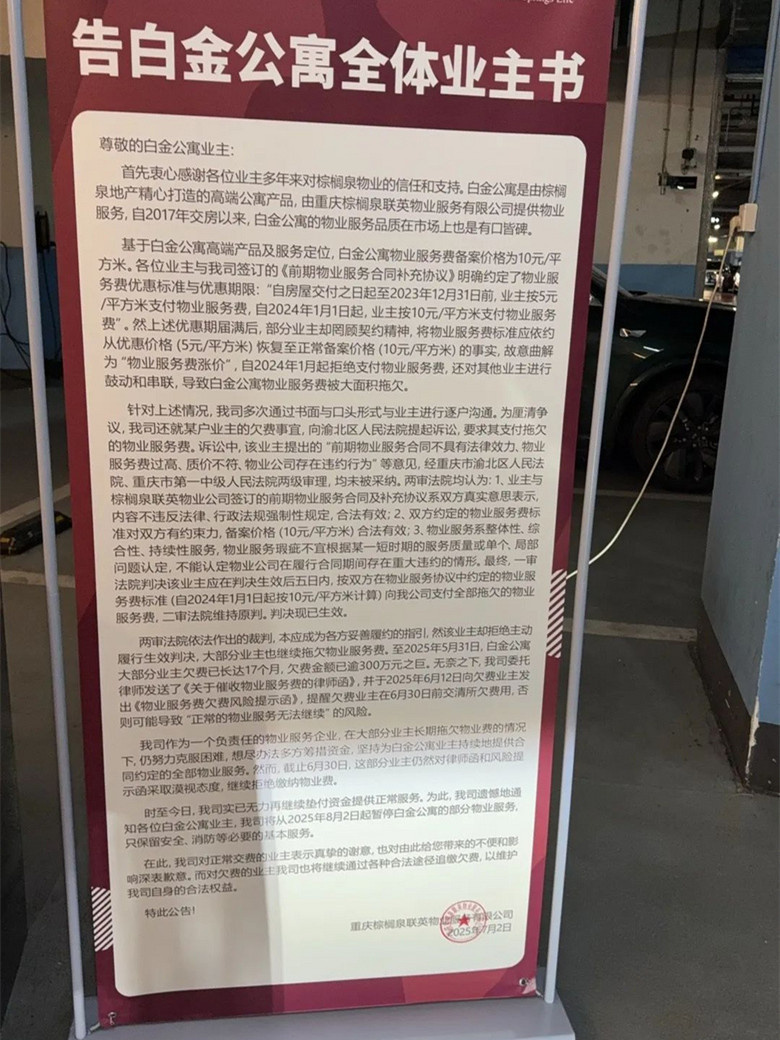 告白金公寓全体业主书
尊敬的白金公寓业主：
首先衷心感谢各位业主多年来对棕榈泉物业的信任和支持。白金公寓是由棕榈
泉地产精心打造的高端公寓产品，由重庆棕榈泉联英物业服务有限公司提供物业
服务，自2017年交房以来，白金公寓的物业服务品质在市场上也是有口皆碑。
基于白金公寓高端产品及服务定位，白金公寓物业服务费备案价格为10元/平
方米。各位业主与我司签订的《前期物业服务合同补充协议》明确约定了物业服
务费优惠标准与优惠期限：“自房屋交付之日起至2023年12月31日前，业主按5元
/平方米支付物业服务费，自2024年1月1日起，业主按10元/平方米支付物业服务
费”。然上述优惠期届满后，部分业主却罔顾契约精神，将物业服务费标准应依约
从优惠价格（5元/平方米）恢复至正常备案价格（10元/平方米）的事实，故意曲解
为“物业服务费涨价”，自2024年1月起拒绝支付物业服务费，还对其他业主进行
鼓动和串联，导致白金公寓物业服务费被大面积拖欠。
针对上述情况，我司多次通过书面与口头形式与业主进行逐户沟通。为厘清争
议，我司还就某户业主的欠费事宜，向渝北区人民法院提起诉讼，要求其支付拖欠
的物业服务费。诉讼中，该业主提出的“前期物业服务合同不具有法律效力、物业
服务费过高、质价不符、物业公司存在违约行为”等意见，经重庆市渝北区人民法
院、重庆市第一中级人民法院两级审理，均未被采纳。两审法院均认为：1、业主与
棕榈泉联英物业公司签订的前期物业服务合同及补充协议系双方真实意思表示，
内容不违反法律、行政法规强制性规定，合法有效；2、双方约定的物业服务费标
准对双方有约束力，备案价格（10元/平方米）合法有效；3、物业服务系整体性、综
合性、持续性服务，物业服务瑕疵不宜根据某一短时期的服务质量或单个、局部
问题认定，不能认定物业公司在履行合同期间存在重大违约的情形。最终，一审
法院判决该业主应在判决生效后五日内，按双方在物业服务协议中约定的物业服
务费标准（自2024年1月1日起按10元/平方米计算）向我公司支付全部拖欠的物业
服务费，二审法院维持原判。判决现已生效。
两审法院依法作出的裁判，本应成为各方妥善履约的指引，然该业主却拒绝主动
履行生效判决，大部分业主也继续拖欠物业服务费。至2025年5月31日，白金公寓
大部分业主欠费已长达17个月，欠费金额已逾300万元之巨。无奈之下，我司委托
律师发送了《关于催收物业服务费的律师函》，并于2025年6月12日向欠费业主发
出《物业服务费欠费风险提示函》，提醒欠费业主在6月30日前交清所欠费用，否
则可能导致“正常的物业服务无法继续”的风险。
我司作为一个负责任的物业服务企业，在大部分业主长期拖欠物业费的情况
下，仍努力克服困难，想尽办法多方筹措资金，坚持为白金公寓业主持续地提供合
同约定的全部物业服务。然而，截止6月30日，这部分业主仍然对律师函和风险提
示函采取漠视态度，继续拒绝缴纳物业费。
时至今日，我司实已无力再继续垫付资金提供正常服务。为此，我司遗憾地通
知各位白金公寓业主，我司将从2025年8月2日起暂停白金公寓的部分物业服务，
只保留安全、消防等必要的基本服务。
在此，我司对正常交费的业主表示真挚的谢意，也对由此给您带来的不便和影
响深表歉意。而对欠费的业主我司也将继续通过各种合法途径追缴欠费，以维护
我司自身的合法权益。
特此公告！
重庆棕榈泉联英物业服务有限公司
2025年7月2日